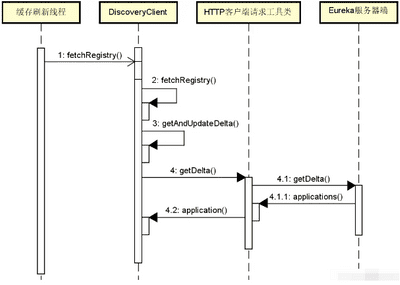 缓存刷新线程 DiscoveryClient HTTP客户端请求工具类 Eureka服务器端
1: fetchRegistry()
2: fetchRegistry()
3: getAndUpdateDelta()
4: getDelta()
4.1: getDelta()
4.1.1: applications()
4.2: application()